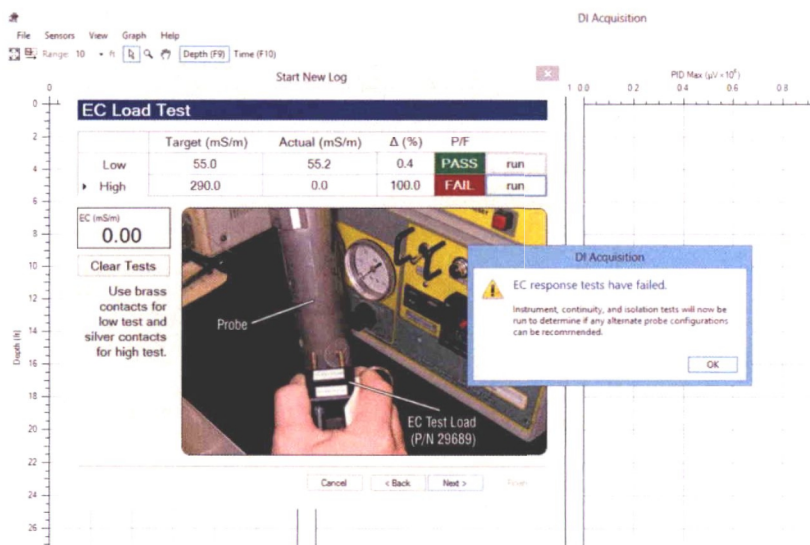 DI Acquisition
File Sensors View Graph Help
Range: 10 ft Depth (F9) Time (F10)
Start New Log
PID Max (µV ×10⁶)
0
1 0.0 0.2 0.4 0.6 0.8
EC Load Test
Target (mS/m) Actual (mS/m) Δ (%) P/F
Low 55.0 55.2 0.4 PASS run
High 290.0 0.0 100.0 FAIL run
EC (mS/m)
0.00
Clear Tests
Use brass
contacts for
low test and
silver contacts
for high test.
Probe
EC Test Load
(P/N 29689)
DI Acquisition
EC response tests have failed.
Instrument, continuity, and isolation tests will now be
run to determine if any alternate probe configurations
can be recommended.
OK
Cancel < Back Next >
Depth (ft)
0
2
4
6
8
10
12
14
16
18
20
22
24
26